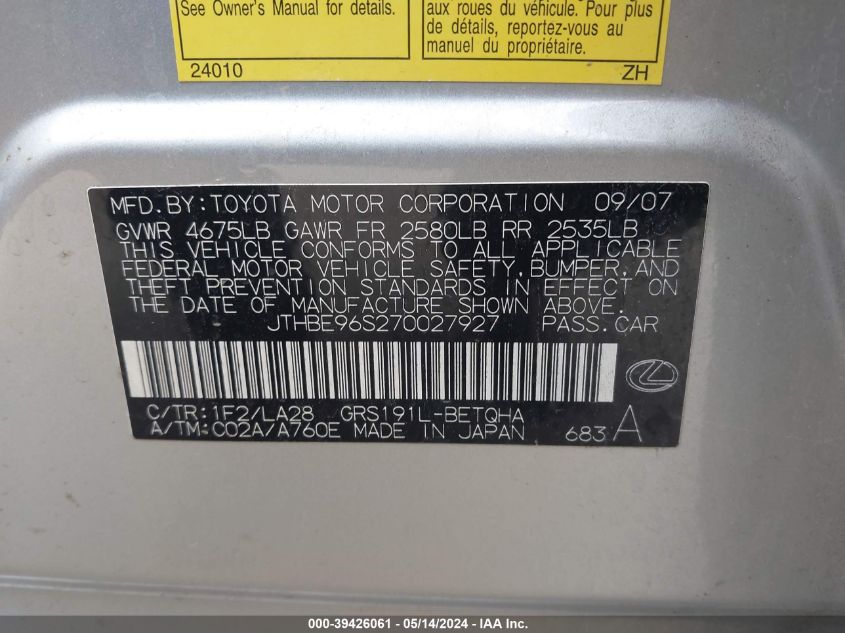 See Owner's Manual for details.
24010
aux roues du véhicule. Pour plus
de détails, reportez-vous au
manuel du propriétaire.
ZH
MFD.BY:TOYOTA MOTOR CORPORATION 09/07
GVWR 4675LB GAWR FR 2580LB RR 2535LB
THIS VEHICLE CONFORMS TO ALL APPLICABLE
FEDERAL MOTOR VEHICLE SAFETY,BUMPER,AND
THEFT PREVENTION STANDARDS IN EFFECT ON
THE DATE OF MANUFACTURE SHOWN ABOVE.
JTHBE96S270027927 PASS.CAR
C/TR:1F2/LA28 GRS191L-BETQHA
A/TM:C02A/A760E MADE IN JAPAN 683 A
000-39426061 - 05/14/2024 - IAA Inc.